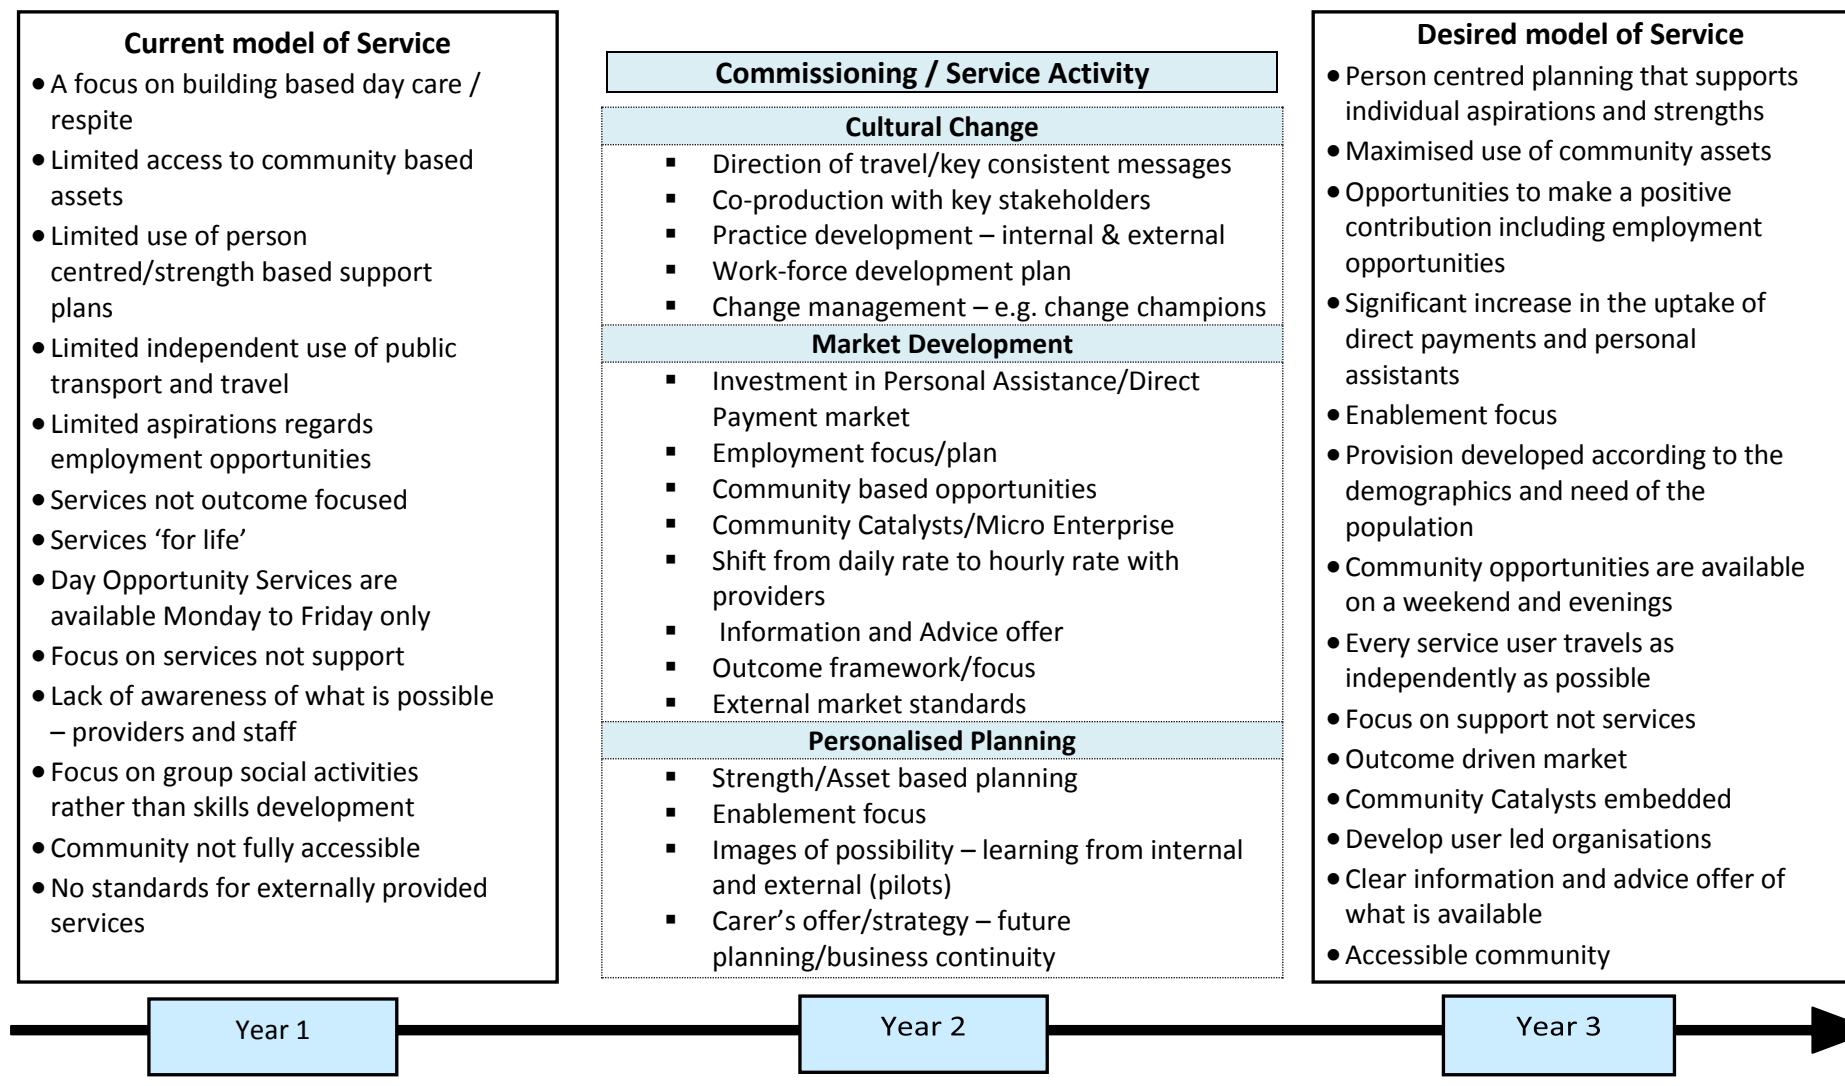 Current model of Service
• A focus on building based day care /
respite
• Limited access to community based
assets
• Limited use of person
centred/strength based support
plans
• Limited independent use of public
transport and travel
• Limited aspirations regards
employment opportunities
• Services not outcome focused
• Services ‘for life’
• Day Opportunity Services are
available Monday to Friday only
• Focus on services not support
• Lack of awareness of what is possible
– providers and staff
• Focus on group social activities
rather than skills development
• Community not fully accessible
• No standards for externally provided
services
Commissioning / Service Activity
Cultural Change
▪ Direction of travel/key consistent messages
▪ Co-production with key stakeholders
▪ Practice development – internal & external
▪ Work-force development plan
▪ Change management – e.g. change champions
Market Development
▪ Investment in Personal Assistance/Direct
Payment market
▪ Employment focus/plan
▪ Community based opportunities
▪ Community Catalysts/Micro Enterprise
▪ Shift from daily rate to hourly rate with
providers
▪ Information and Advice offer
▪ Outcome framework/focus
▪ External market standards
Personalised Planning
▪ Strength/Asset based planning
▪ Enablement focus
▪ Images of possibility – learning from internal
and external (pilots)
▪ Carer’s offer/strategy – future
planning/business continuity
Desired model of Service
• Person centred planning that supports
individual aspirations and strengths
• Maximised use of community assets
• Opportunities to make a positive
contribution including employment
opportunities
• Significant increase in the uptake of
direct payments and personal
assistants
• Enablement focus
• Provision developed according to the
demographics and need of the
population
• Community opportunities are available
on a weekend and evenings
• Every service user travels as
independently as possible
• Focus on support not services
• Outcome driven market
• Community Catalysts embedded
• Develop user led organisations
• Clear information and advice offer of
what is available
• Accessible community
Year 1
Year 2
Year 3